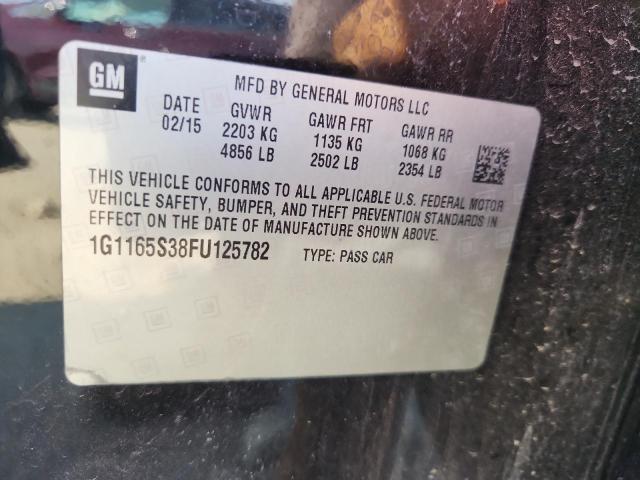 GM
MFD BY GENERAL MOTORS LLC
DATE GVWR GAWR FRT GAWR RR
02/15 2203 KG 1135 KG 1068 KG
4856 LB 2502 LB 2354 LB
THIS VEHICLE CONFORMS TO ALL APPLICABLE U.S. FEDERAL MOTOR
VEHICLE SAFETY, BUMPER, AND THEFT PREVENTION STANDARDS IN
EFFECT ON THE DATE OF MANUFACTURE SHOWN ABOVE.
1G1165S38FU125782 TYPE: PASS CAR